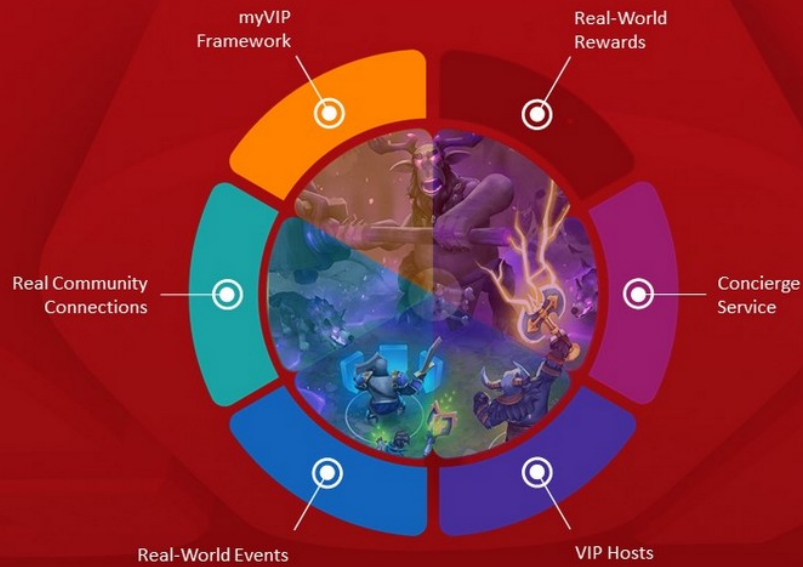 myVIP
Framework
Real-World
Rewards
Real Community
Connections
Concierge
Service
Real-World Events
VIP Hosts